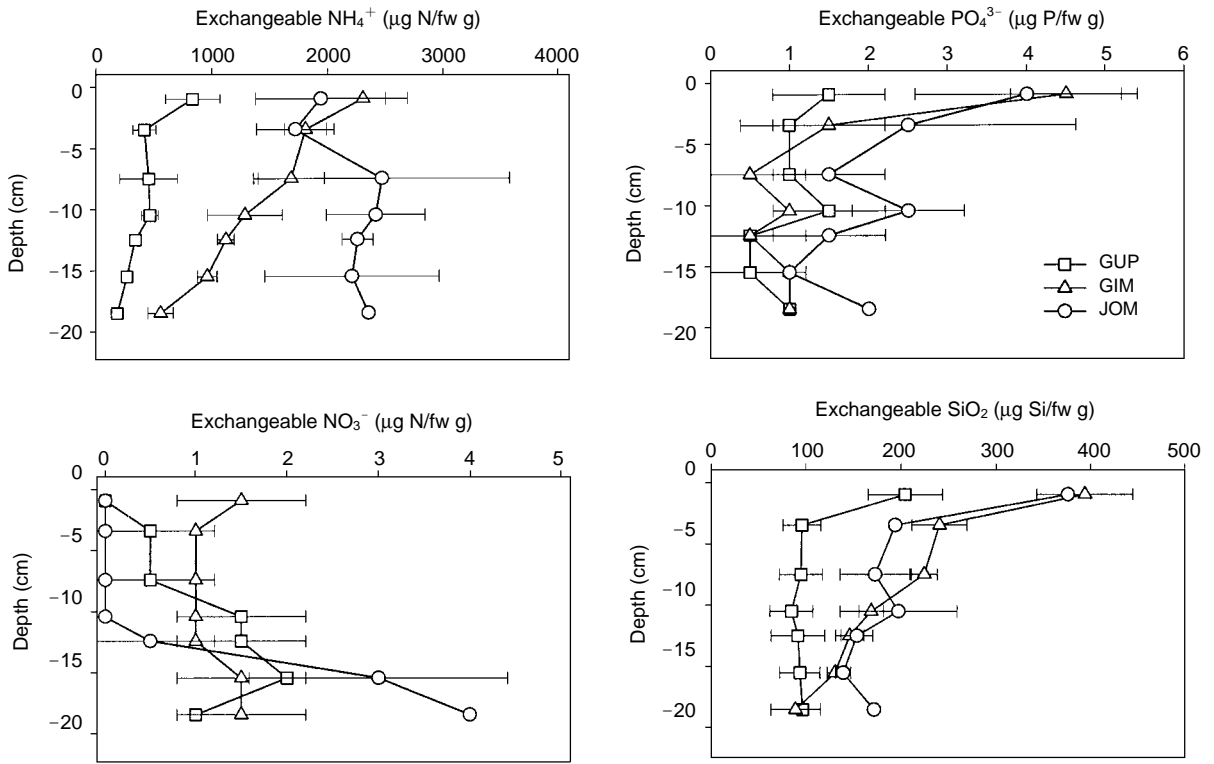 Exchangeable NH₄⁺ (μg N/fw g)
0 1000 2000 3000 4000
0
−5
−10
−15
−20
Depth (cm)
Exchangeable PO₄³⁻ (μg P/fw g)
0 1 2 3 4 5 6
0
−5
−10
−15
−20
Depth (cm)
GUP
GIM
JOM
Exchangeable NO₃⁻ (μg N/fw g)
0 1 2 3 4 5
0
−5
−10
−15
−20
Depth (cm)
Exchangeable SiO₂ (μg Si/fw g)
0 100 200 300 400 500
0
−5
−10
−15
−20
Depth (cm)